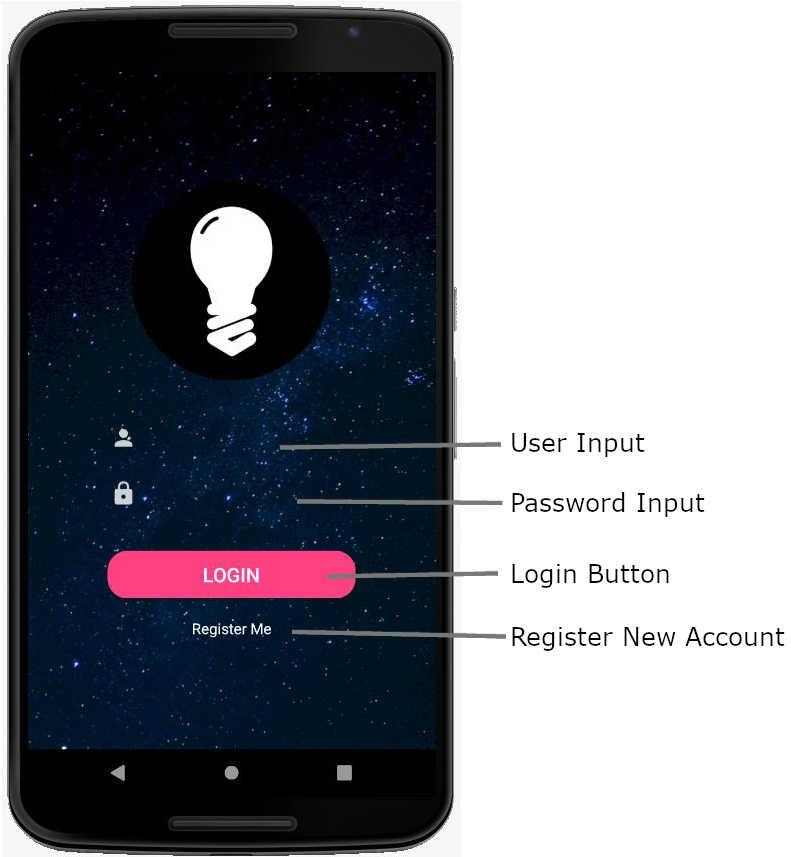 User Input
Password Input
LOGIN
Login Button
Register Me
Register New Account